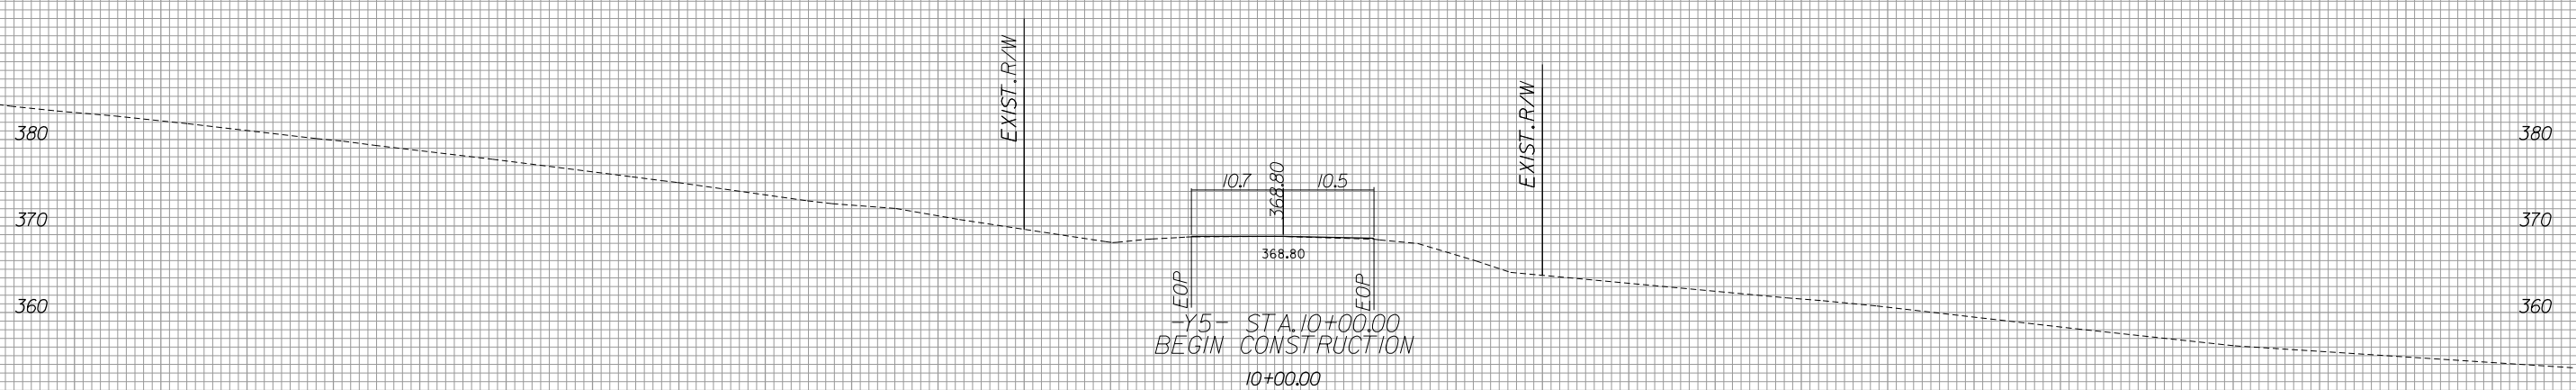 EXIST.R/W
EXIST.R/W
380
380
10.7
368.80
10.5
370
370
368.80
EOP
EOP
360
360
-Y5- STA.10+00.00
BEGIN CONSTRUCTION
10+00.00